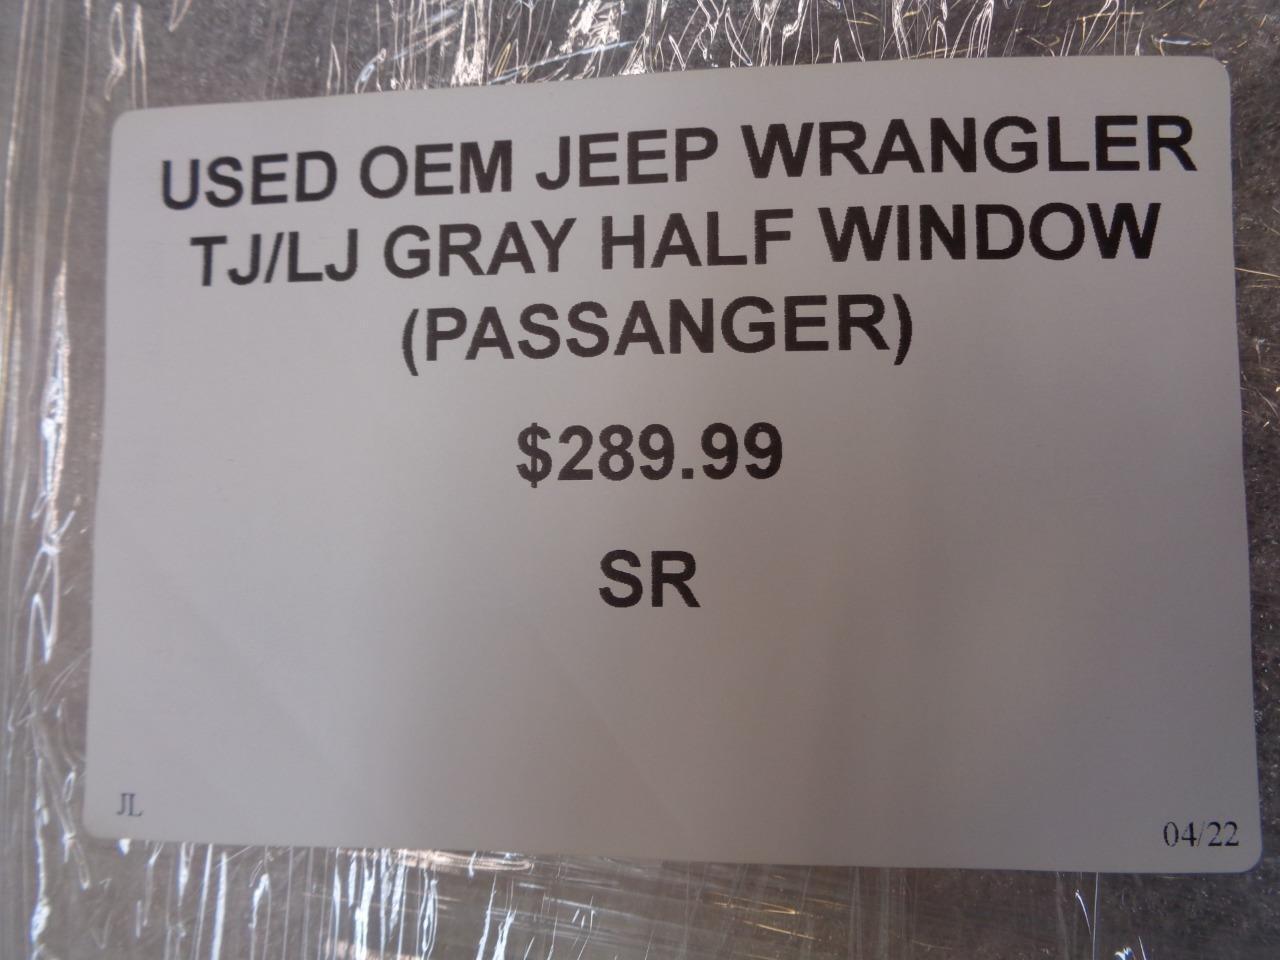 USED OEM JEEP WRANGLER
TJ/LJ GRAY HALF WINDOW
(PASSANGER)
$289.99
SR
JL
04/22